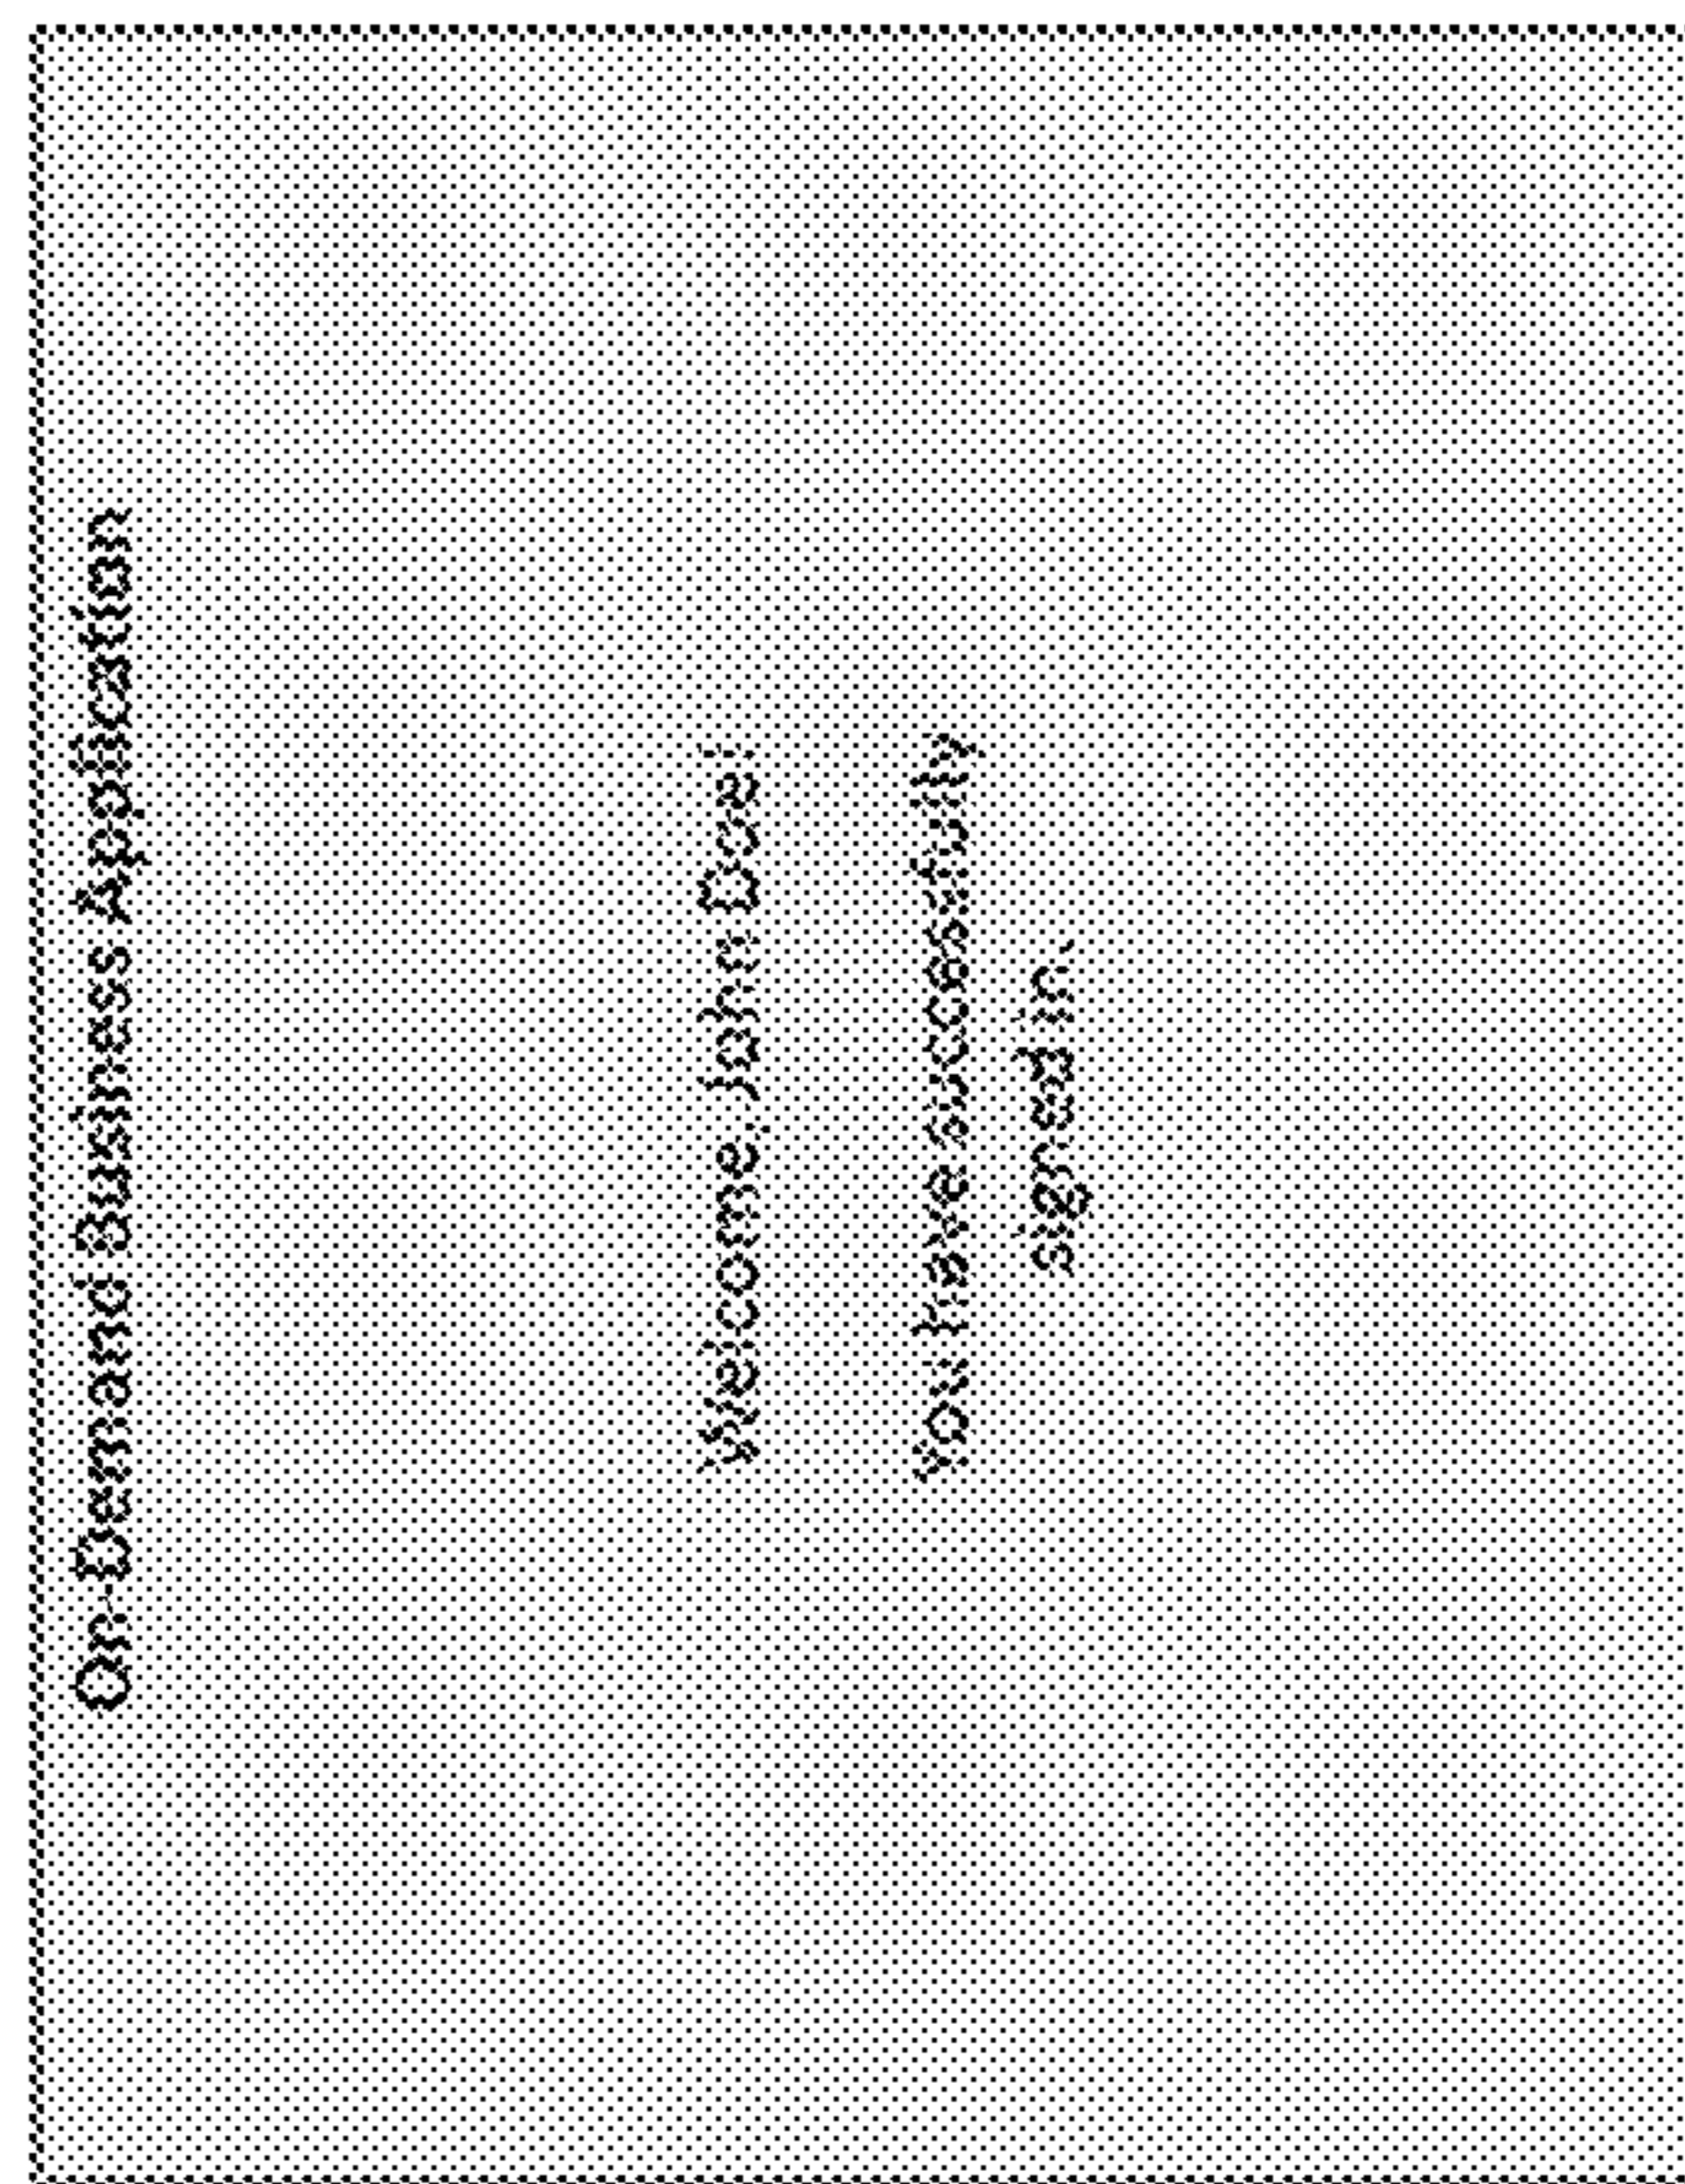 On-Demand Business Application
Welcome, John Doe!
You have successfully
signed in.